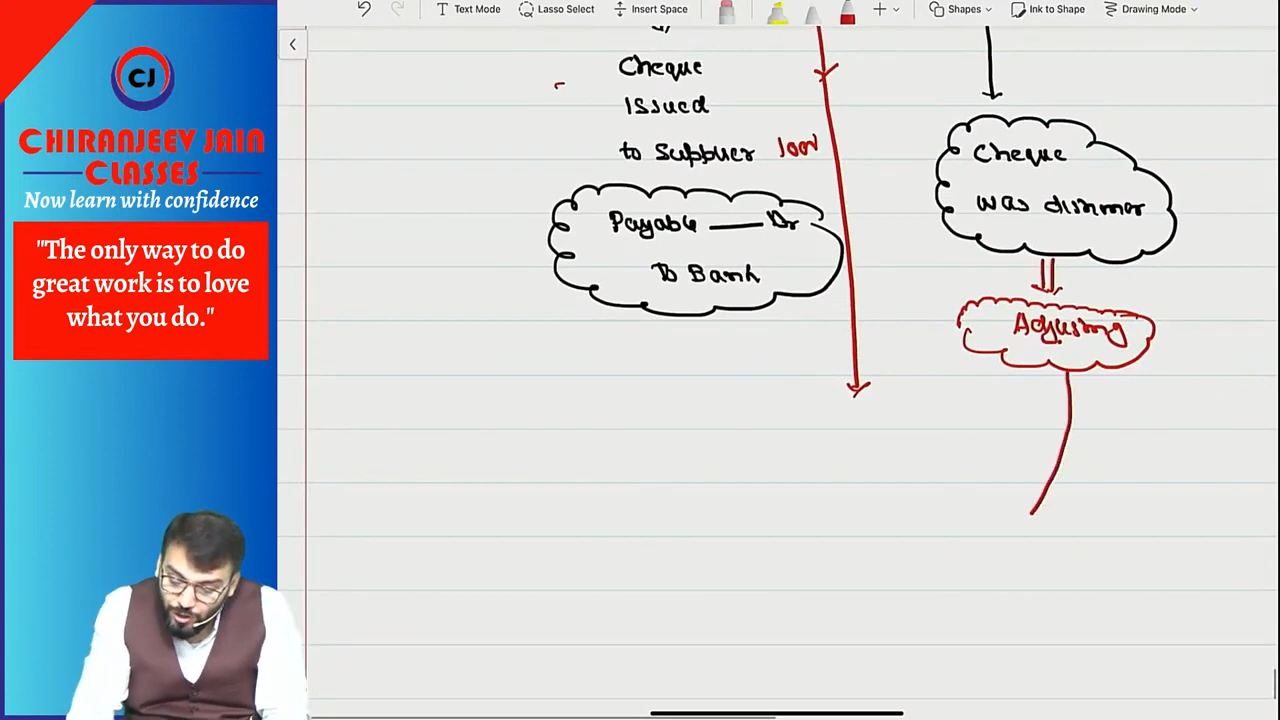 Text Mode
Lasso Select
Insert Space
Shapes
Ink to Shape
Drawing Mode
CJ
CHIRANJEEV JAIN
CLASSES
Now learn with confidence
"The only way to do
great work is to love
what you do."
Cheque
Issued
to Supplier
Payable — Dr
To Bank
Cheque
was
Adjusting